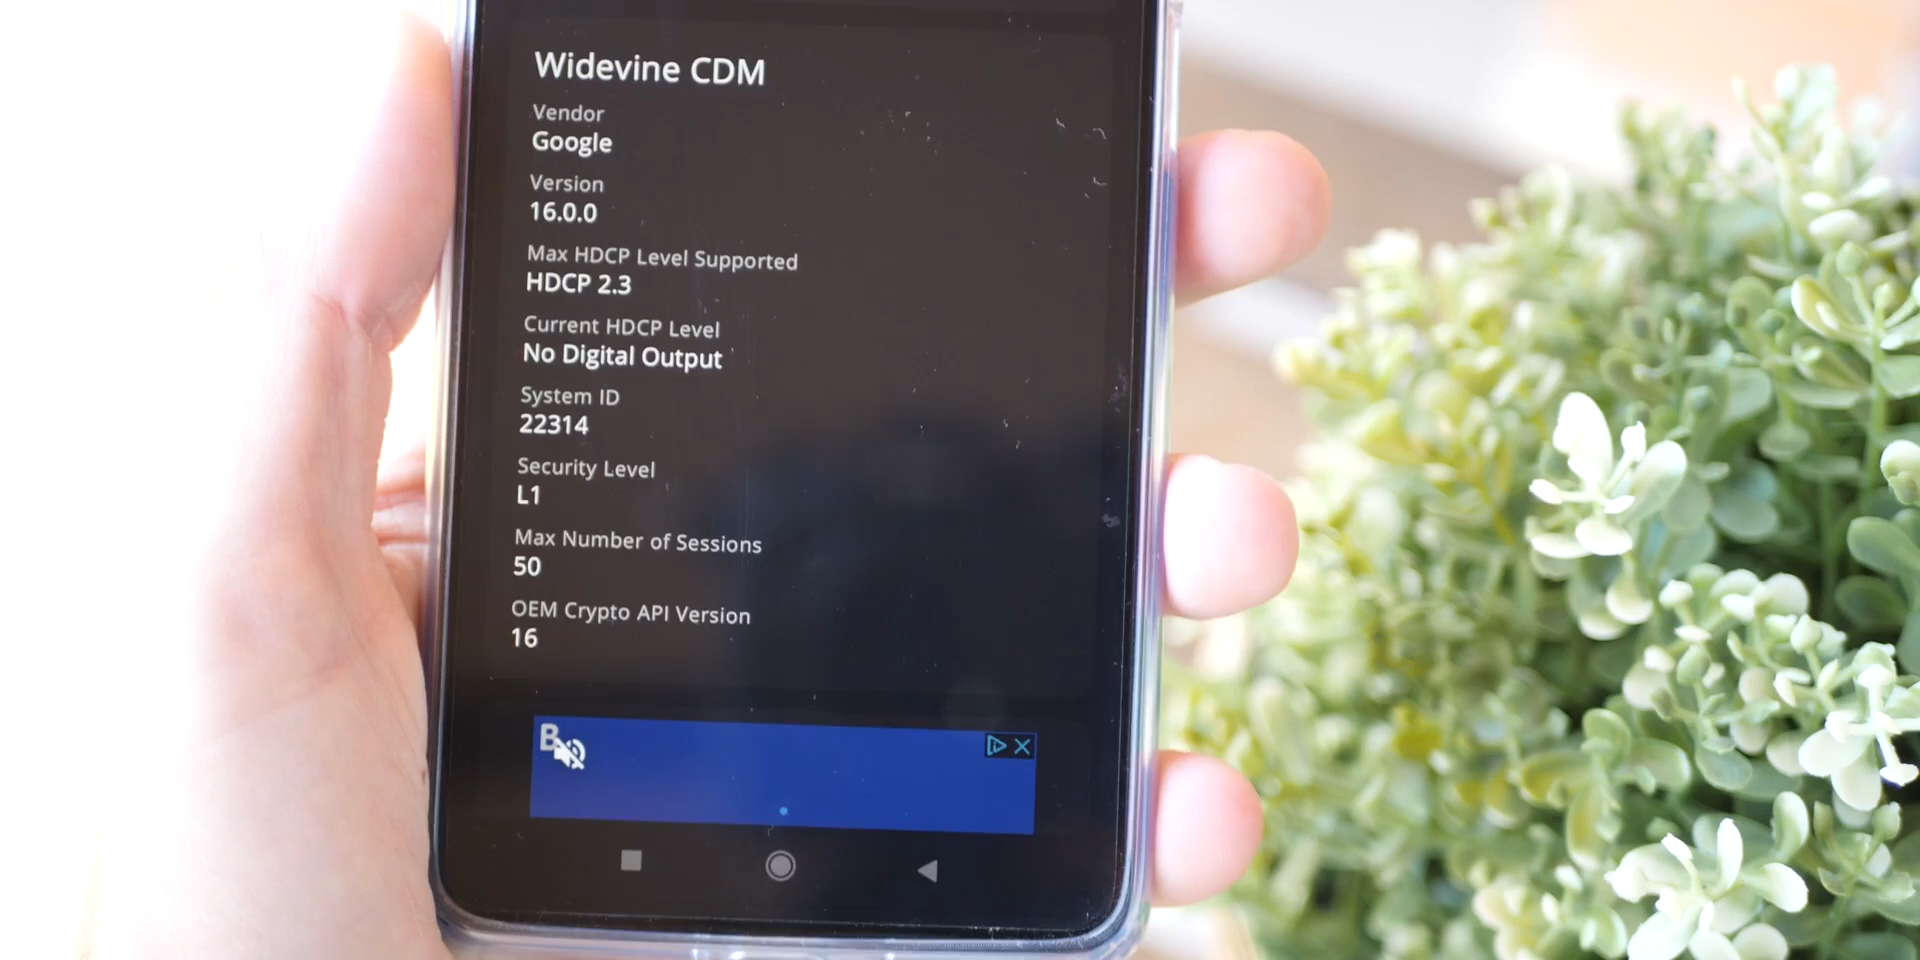 Widevine CDM
Vendor
Google
Version
16.0.0
Max HDCP Level Supported
HDCP 2.3
Current HDCP Level
No Digital Output
System ID
22314
Security Level
L1
Max Number of Sessions
50
OEM Crypto API Version
16
B